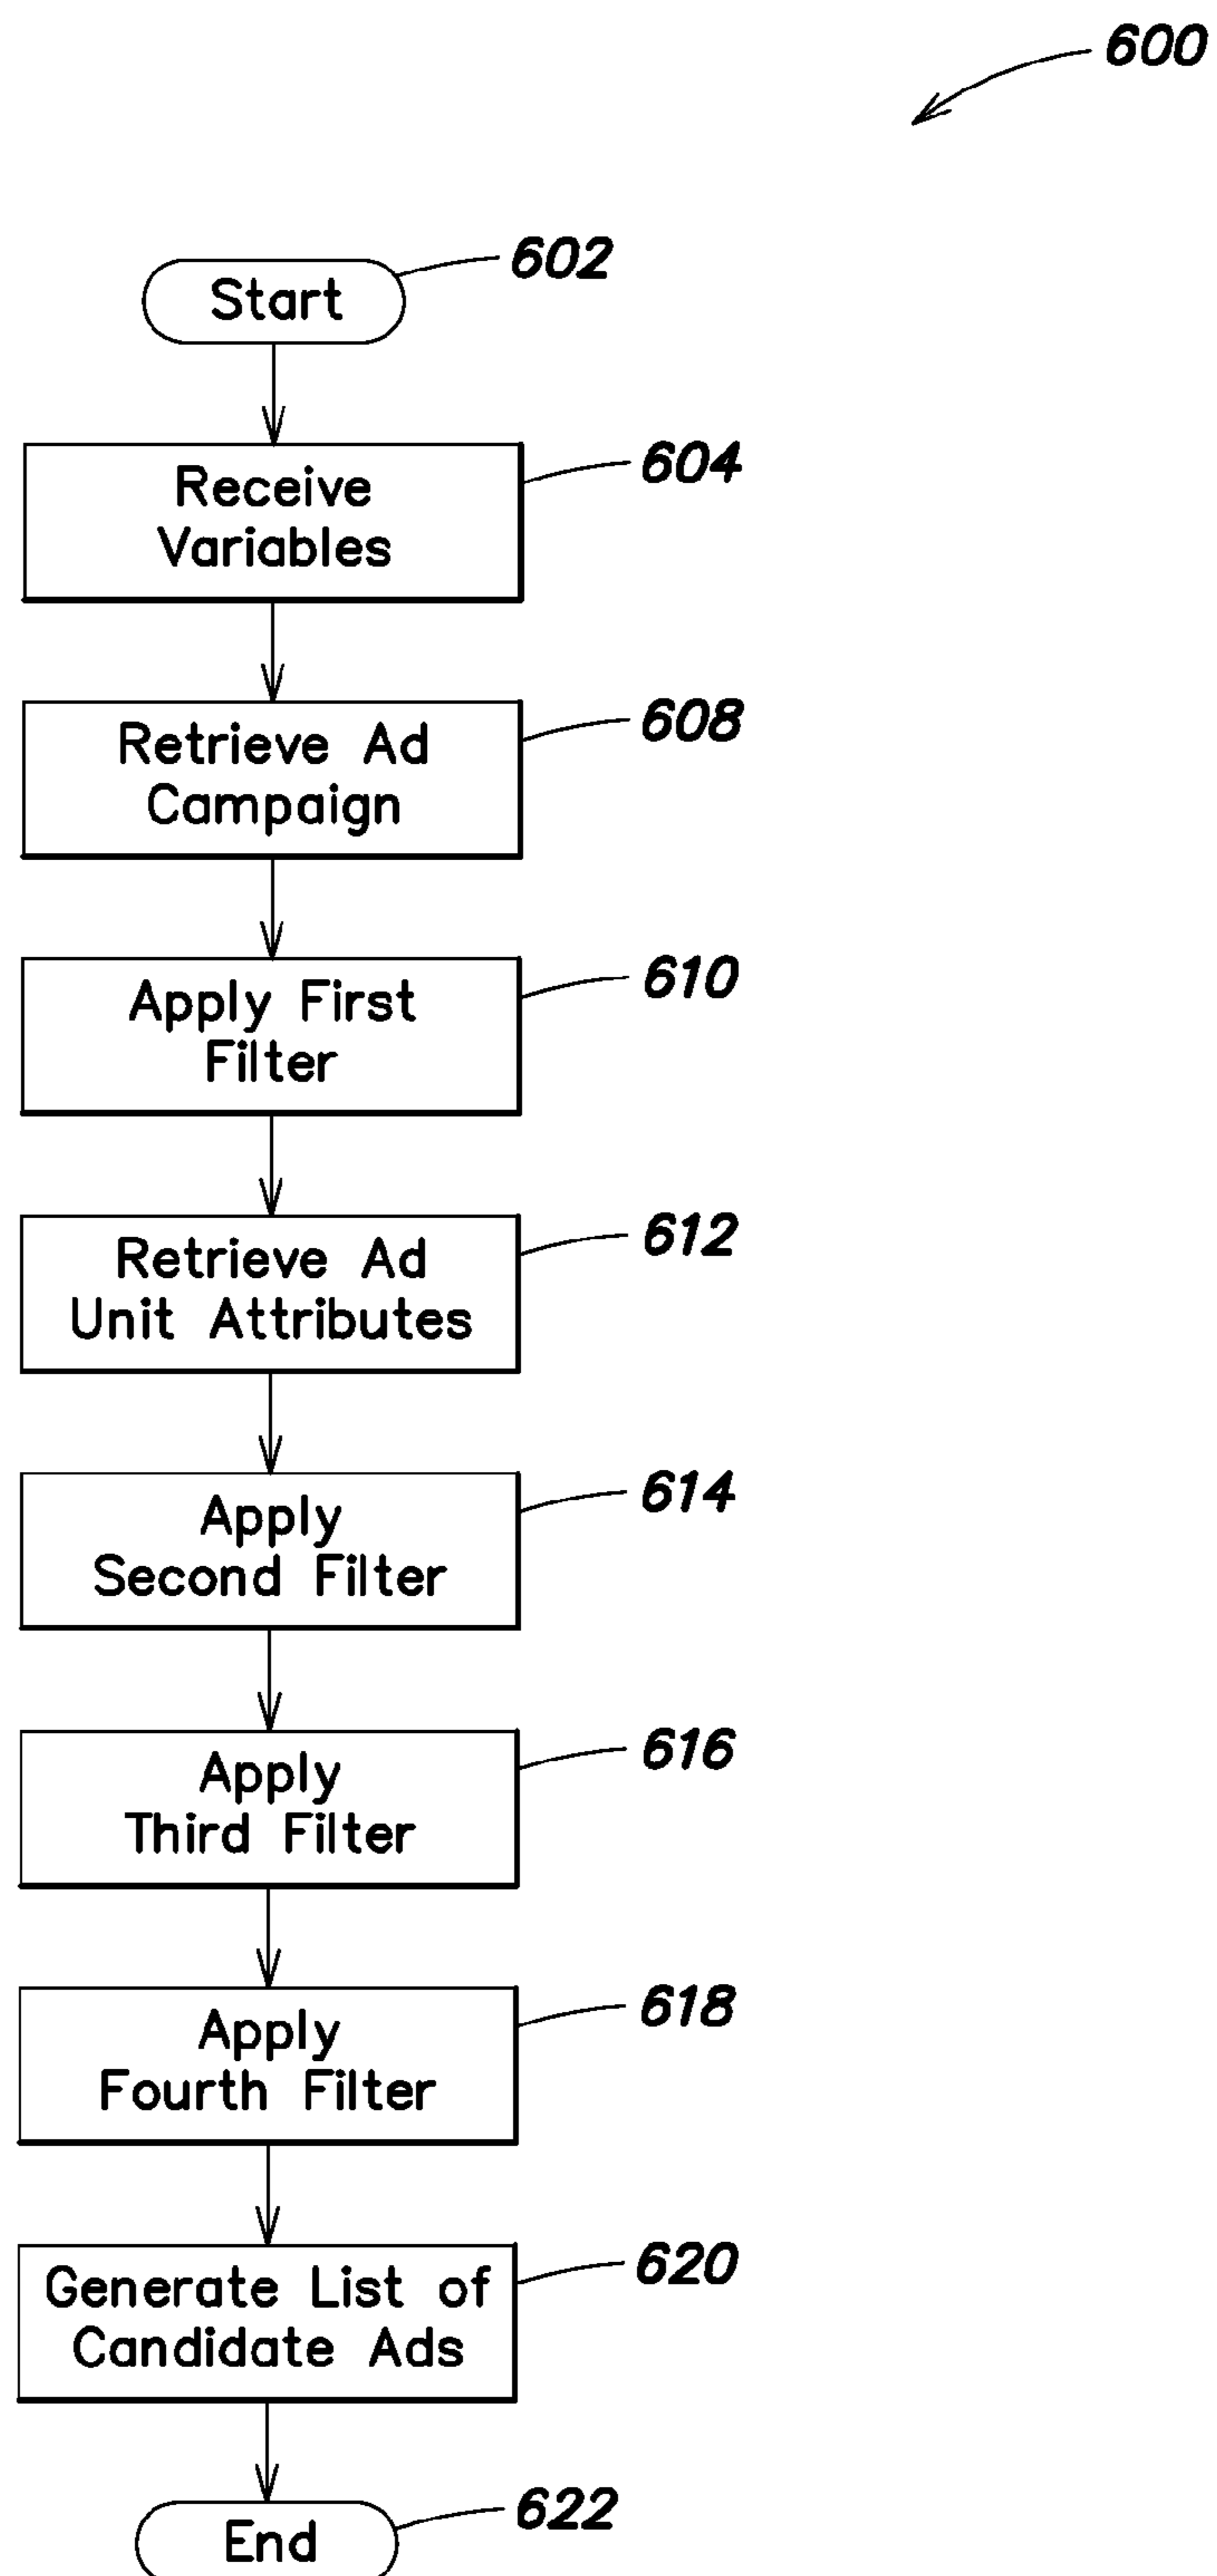 600
602
Start
604
Receive
Variables
608
Retrieve Ad
Campaign
610
Apply First
Filter
612
Retrieve Ad
Unit Attributes
614
Apply
Second Filter
616
Apply
Third Filter
618
Apply
Fourth Filter
620
Generate List of
Candidate Ads
622
End